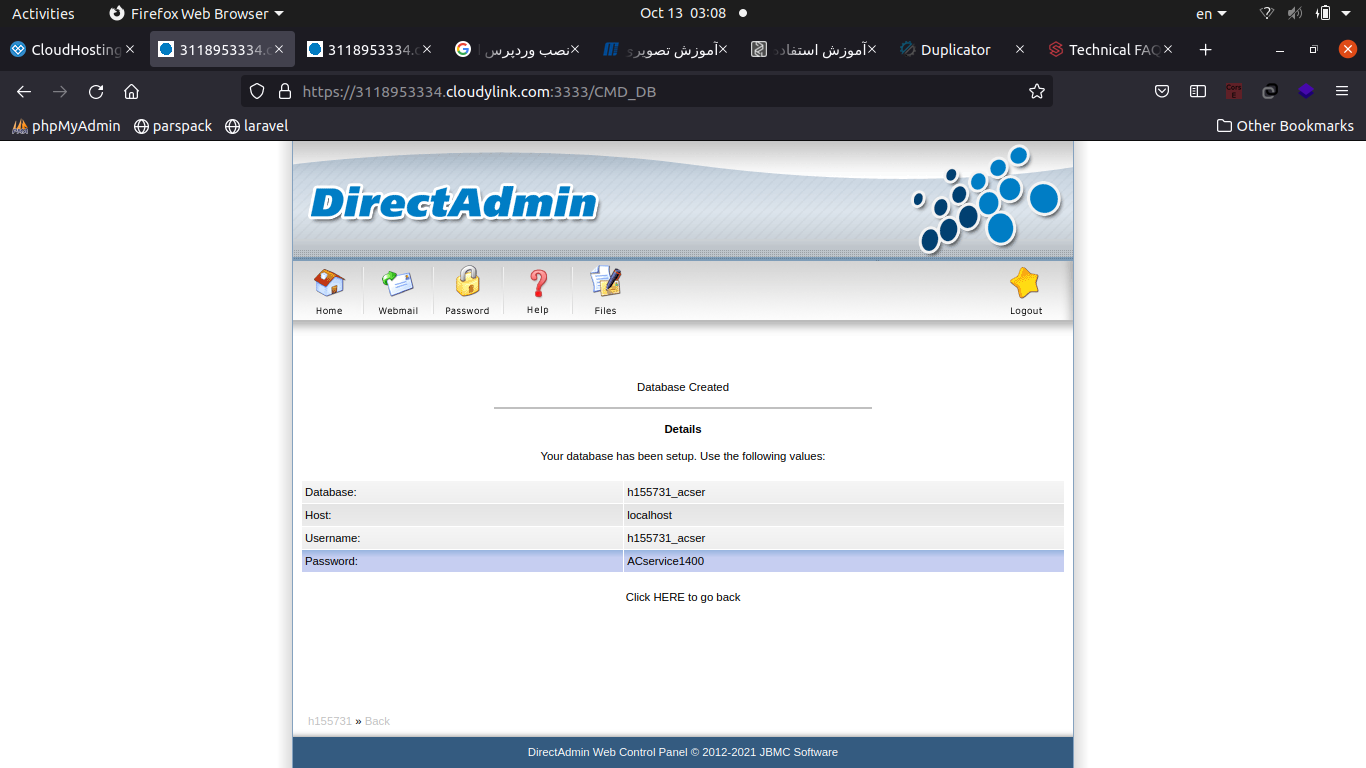 Activities Firefox Web Browser Oct 13 03:08 en
CloudHosting 3118953334.c 3118953334.c نصب وردپرس آموزش تصویری آموزش استفاده Duplicator Technical FAQ
https://3118953334.cloudylink.com:3333/CMD_DB
phpMyAdmin parspack laravel Other Bookmarks
DirectAdmin
Home Webmail Password Help Files Logout
Database Created
Details
Your database has been setup. Use the following values:
Database: h155731_acser
Host: localhost
Username: h155731_acser
Password: ACservice1400
Click HERE to go back
h155731 » Back
DirectAdmin Web Control Panel © 2012-2021 JBMC Software